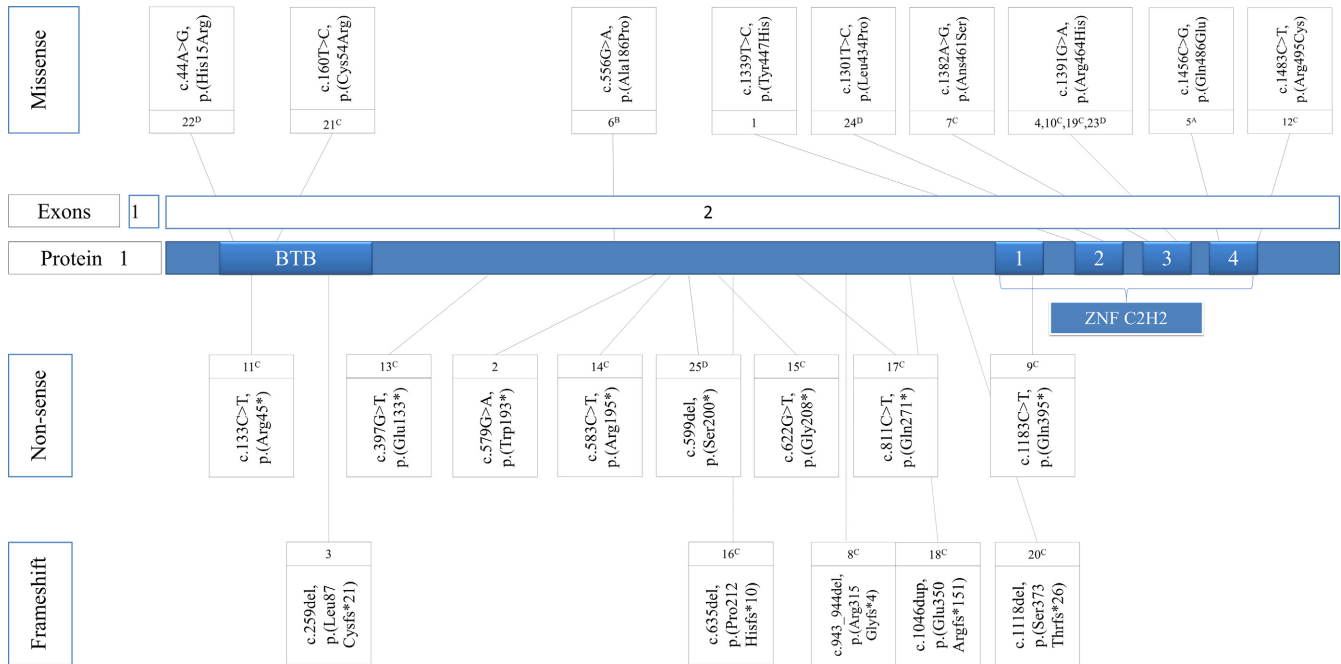 Missense
c.44A>G,
p.(His15Arg)
22ᴰ
c.160T>C,
p.(Cys54Arg)
21ᶜ
c.556G>A,
p.(Ala186Pro)
6ᴮ
c.1339T>C,
p.(Tyr447His)
1
c.1301T>C,
p.(Leu434Pro)
24ᴰ
c.1382A>G,
p.(Ans461Ser)
7ᶜ
c.1391G>A,
p.(Arg464His)
4,10ᶜ,19ᶜ,23ᴰ
c.1456C>G,
p.(Gln486Glu)
5ᴬ
c.1483C>T,
p.(Arg495Cys)
12ᶜ
Exons
1
2
Protein 1
BTB
1
2
3
4
ZNF C2H2
Non-sense
11ᶜ
c.133C>T,
p.(Arg45*)
13ᶜ
c.397G>T,
p.(Glu133*)
2
c.579G>A,
p.(Trp193*)
14ᶜ
c.583C>T,
p.(Arg195*)
25ᴰ
c.599del,
p.(Ser200*)
15ᶜ
c.622G>T,
p.(Gly208*)
17ᶜ
c.811C>T,
p.(Gln271*)
9ᶜ
c.1183C>T,
p.(Gln395*)
Frameshift
3
c.259del,
p.(Leu87
Cysfs*21)
16ᶜ
c.635del,
p.(Pro212
Hisfs*10)
8ᶜ
c.943_944del,
p.(Arg315
Glyfs*4)
18ᶜ
c.1046dup,
p.(Glu350
Argfs*151)
20ᶜ
c.1118del,
p.(Ser373
Thrfs*26)